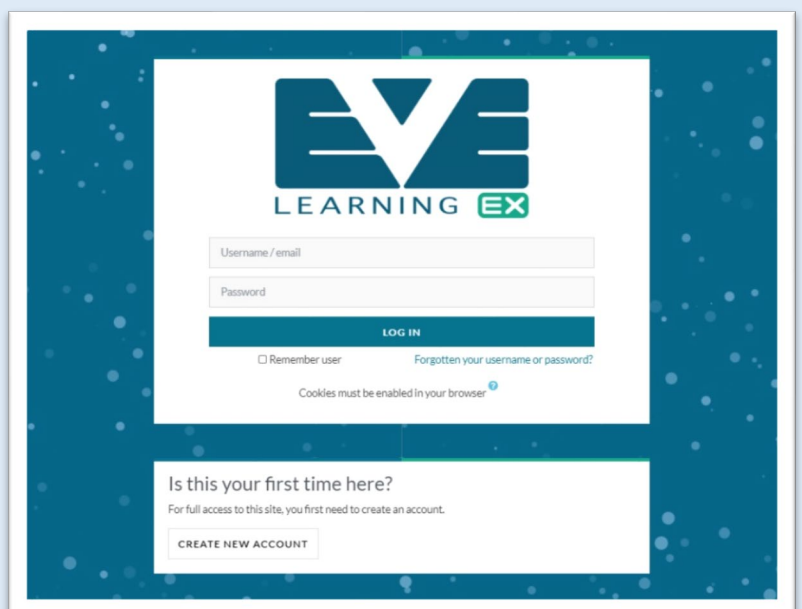 EVE
LEARNING EX
Username / email
Password
LOG IN
Remember user Forgotten your username or password?
Cookies must be enabled in your browser ?
Is this your first time here?
For full access to this site, you first need to create an account.
CREATE NEW ACCOUNT